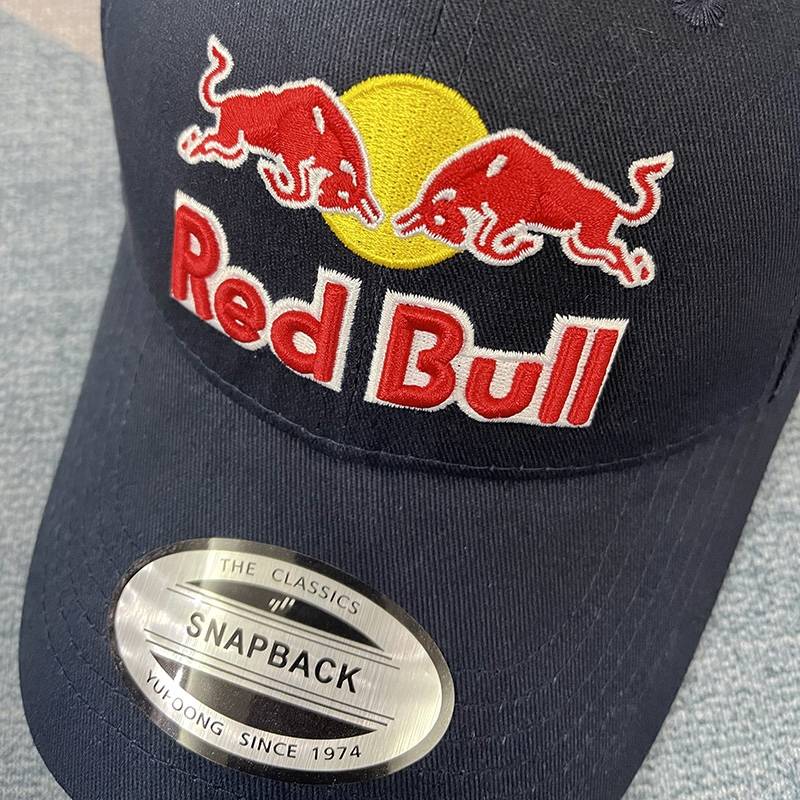 Red Bull
THE CLASSICS
SNAPBACK
YUPOONG SINCE 1974